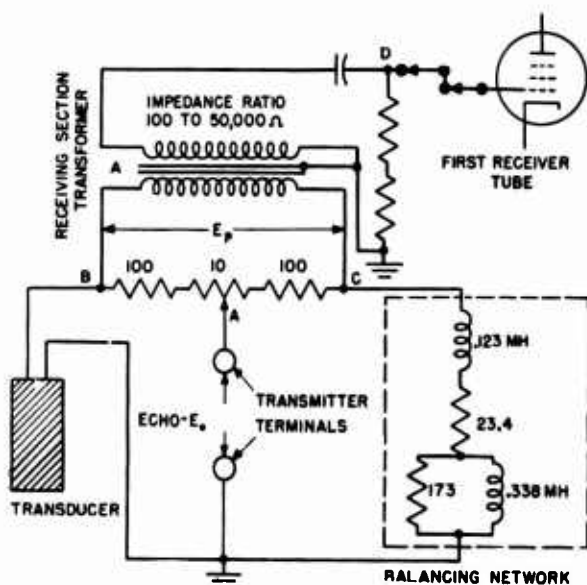 D
RECEIVING SECTION
TRANSFORMER
IMPEDANCE RATIO
100 TO 50,000 Ω
A
FIRST RECEIVER
TUBE
Ep
B
100
10
100
C
A
.123 MH
TRANSMITTER
TERMINALS
ECHO-E.
23.4
173
.338 MH
TRANSDUCER
BALANCING NETWORK